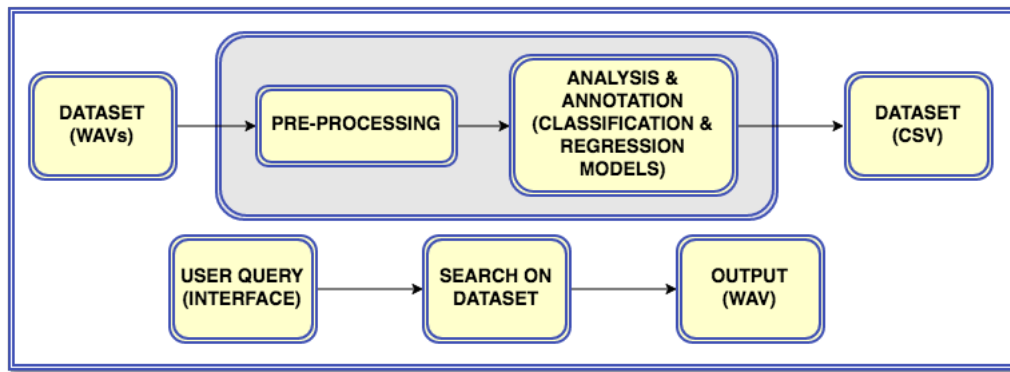 DATASET
(WAVs)
PRE-PROCESSING
ANALYSIS &
ANNOTATION
(CLASSIFICATION &
REGRESSION
MODELS)
DATASET
(CSV)
USER QUERY
(INTERFACE)
SEARCH ON
DATASET
OUTPUT
(WAV)